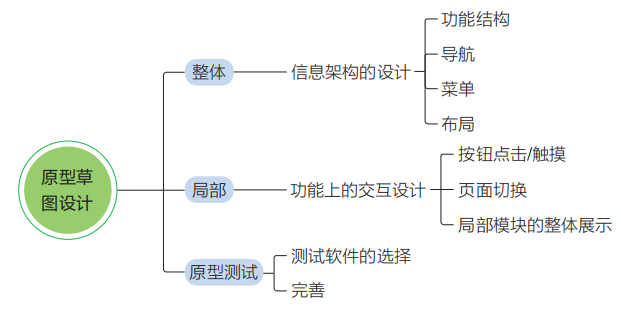 原型草
图设计
整体
信息架构的设计
功能结构
导航
菜单
布局
局部
功能上的交互设计
按钮点击/触摸
页面切换
局部模块的整体展示
原型测试
测试软件的选择
完善